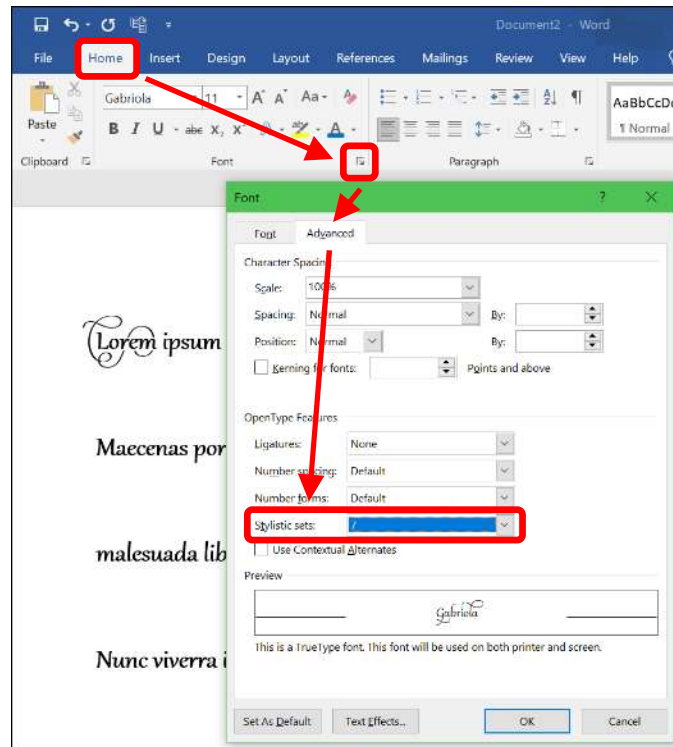 Document2 - Word
File Home Insert Design Layout References Mailings Review View Help
Paste
Gabriola 11 A A Aa
B I U abc X, X A
AaBbCcDc
¶ Normal
Clipboard Font Paragraph
Font ? X
Font Advanced
Character Spacing
Scale: 100%
Spacing: Normal By:
Position: Normal By:
Kerning for fonts: Points and above
OpenType Features
Ligatures: None
Number spacing: Default
Number forms: Default
Stylistic sets: 7
Use Contextual Alternates
Preview
Gabriola
This is a TrueType font. This font will be used on both printer and screen.
Set As Default Text Effects... OK Cancel
Lorem ipsum
Maecenas por
malesuada lib
Nunc viverra i